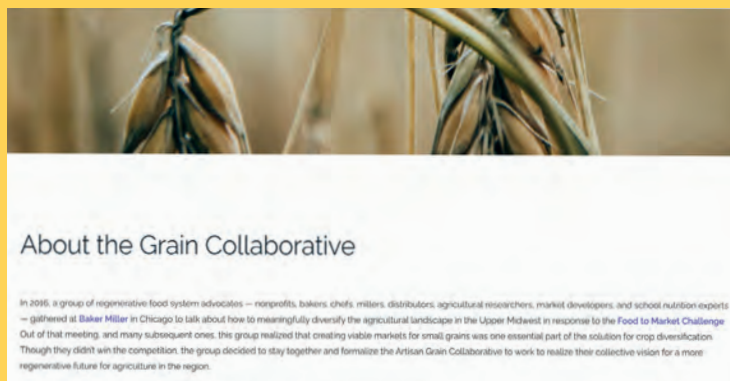 About the Grain Collaborative
In 2016, a group of regenerative food system advocates — nonprofits, bakers, chefs, millers, distributors, agricultural researchers, market developers, and school nutrition experts
— gathered at Baker Miller in Chicago to talk about how to meaningfully diversify the agricultural landscape in the Upper Midwest in response to the Food to Market Challenge.
Out of that meeting, and many subsequent ones, this group realized that creating viable markets for small grains was one essential part of the solution for crop diversification.
Though they didn't win the competition, the group decided to stay together and formalize the Artisan Grain Collaborative to work to realize their collective vision for a more
regenerative future for agriculture in the region.